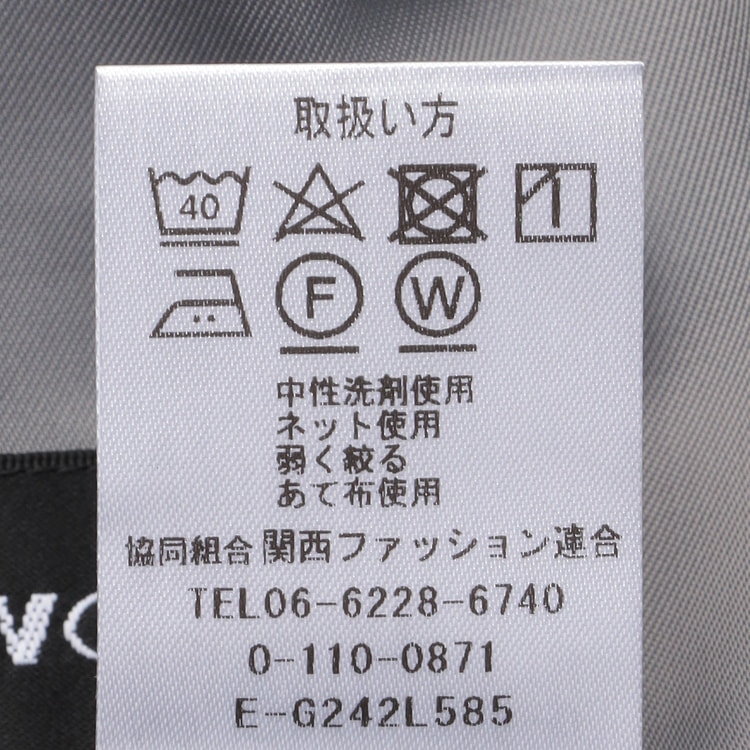 取扱い方
40
F W
中性洗剤使用
ネット使用
弱く絞る
あて布使用
協同組合 関西ファッション連合
TEL06-6228-6740
0-110-0871
E-G242L585